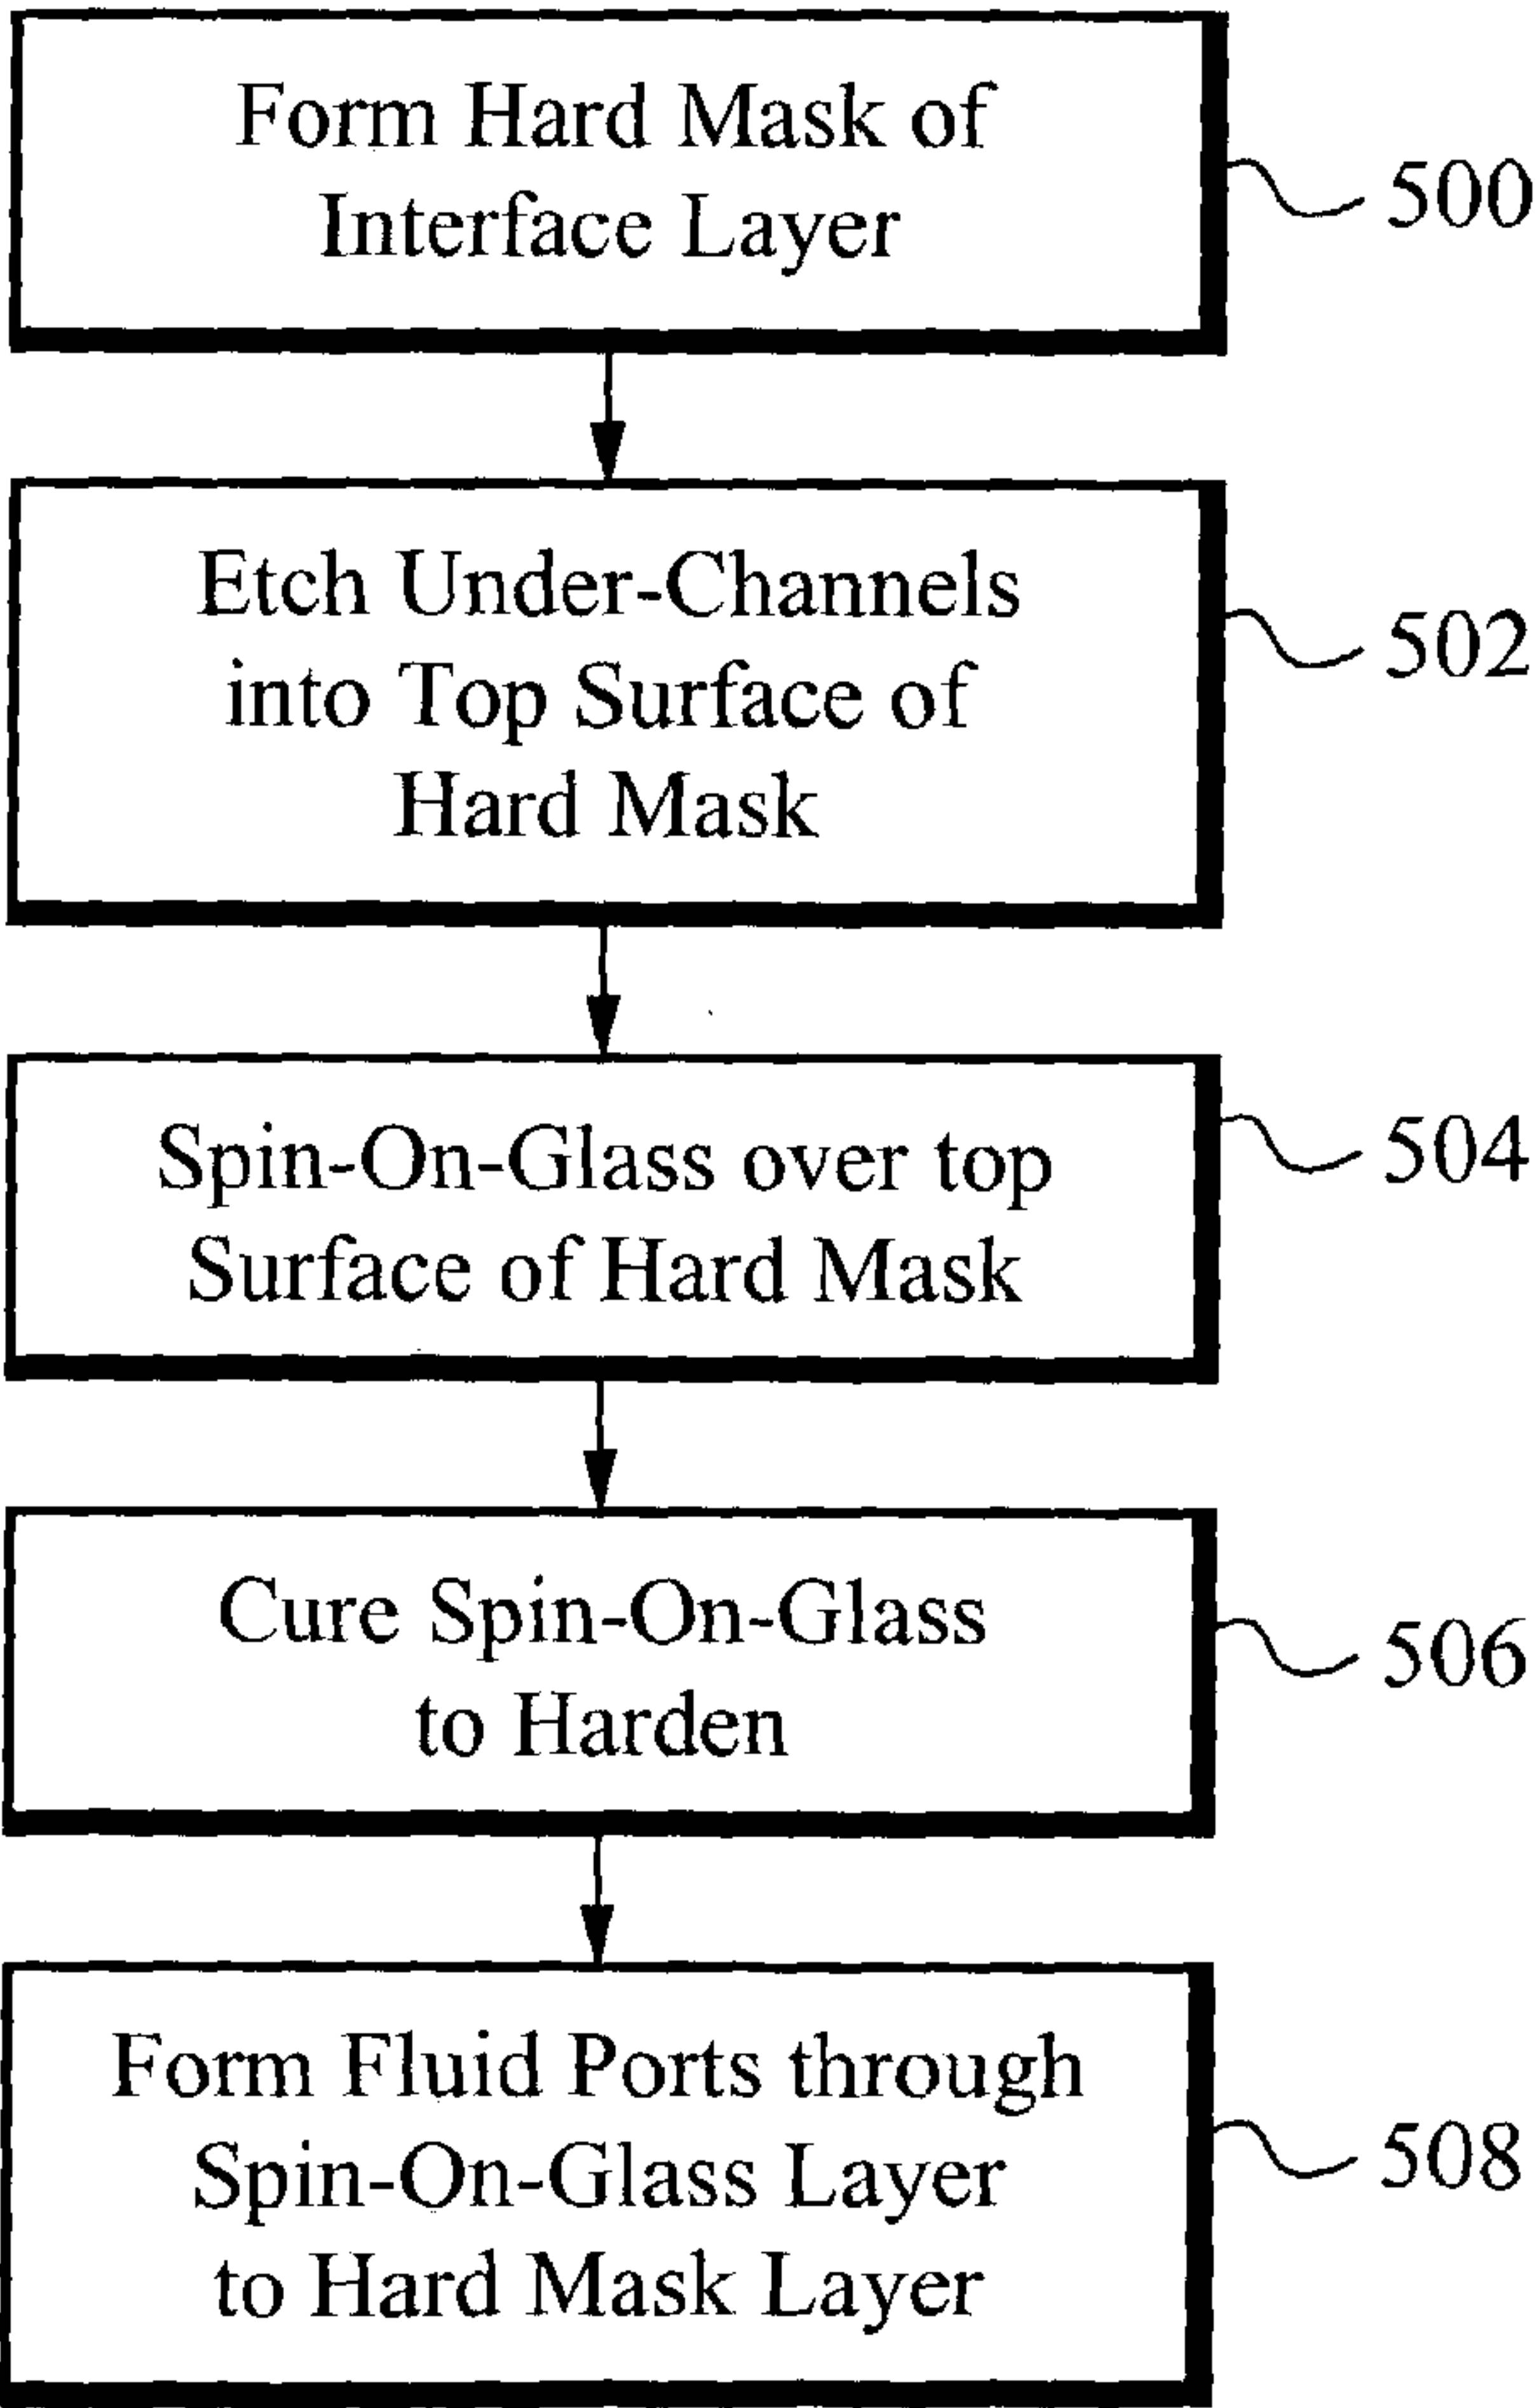 Form Hard Mask of
Interface Layer
500
Etch Under-Channels
into Top Surface of
Hard Mask
502
Spin-On-Glass over top
Surface of Hard Mask
504
Cure Spin-On-Glass
to Harden
506
Form Fluid Ports through
Spin-On-Glass Layer
to Hard Mask Layer
508